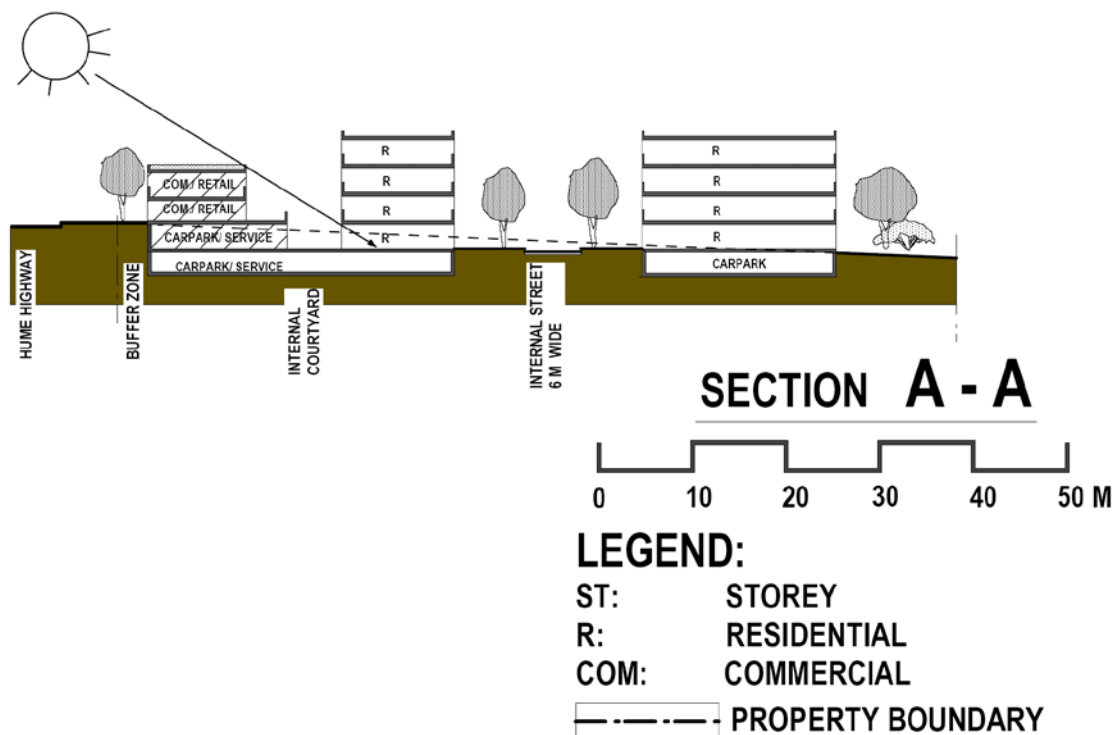 R
R
COM./ RETAIL
R
R
COM./ RETAIL
R
R
CARPARK/ SERVICE
R
R
CARPARK/ SERVICE
CARPARK
HUME HIGHWAY
BUFFER ZONE
INTERNAL
COURTYARD
INTERNAL STREET
6 M WIDE
SECTION A - A
0 10 20 30 40 50 M
LEGEND:
ST: STOREY
R: RESIDENTIAL
COM: COMMERCIAL
PROPERTY BOUNDARY